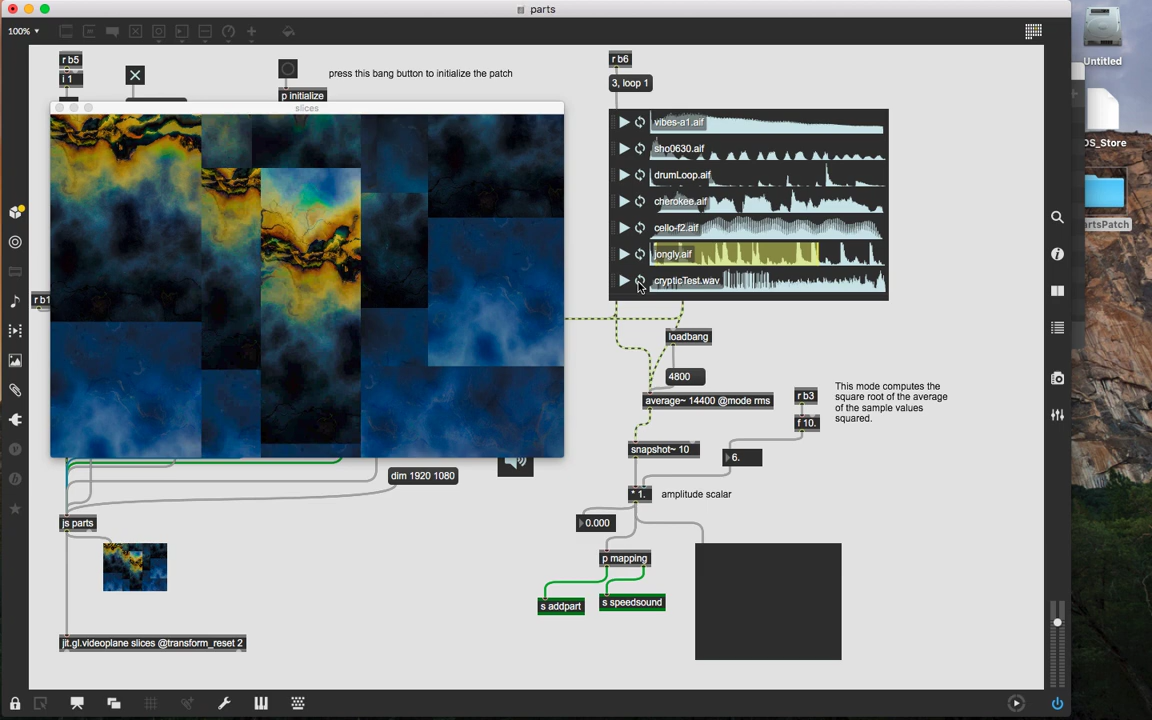 parts
100%
Untitled
r b5
i 1
press this bang button to initialize the patch
p initialize
slices
r b6
3, loop 1
vibes-a1.aif
sho0630.aif
drumLoop.aif
cherokee.aif
cello-f2.aif
jongly.aif
crypticTest.wav
DS_Store
artsPatch
r b1
loadbang
4800
average~ 14400 @mode rms
r b3
f 10.
This mode computes the
square root of the average
of the sample values
squared.
snapshot~ 10
6.
dim 1920 1080
* 1.
amplitude scalar
js parts
0.000
p mapping
s addpart
s speedsound
jit.gl.videoplane slices @transform_reset 2